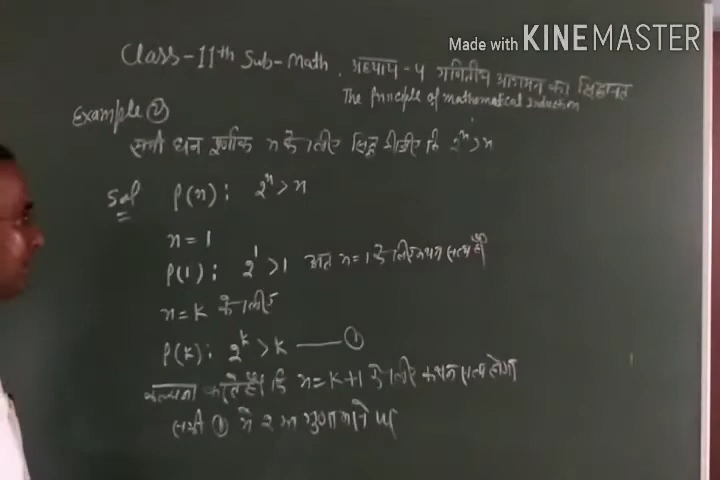 Made with KINEMASTER
Class-11th Sub-Math. अध्याय-4 गणितीय आगमन का सिद्धान्त
The Principle of mathematical induction
Example ②
सभी धन पूर्णांक n के लिए सिद्ध कीजिए कि 2ⁿ > n
Sol P(n): 2ⁿ > n
n = 1
P(1): 2¹ > 1 अतः n = 1 के लिए कथन सत्य है
n = K के लिए
P(K): 2ᴷ > K —— ①
कल्पना करते हैं कि n = K+1 के लिए कथन सत्य होगा
समी ① में 2 का गुणा करने पर